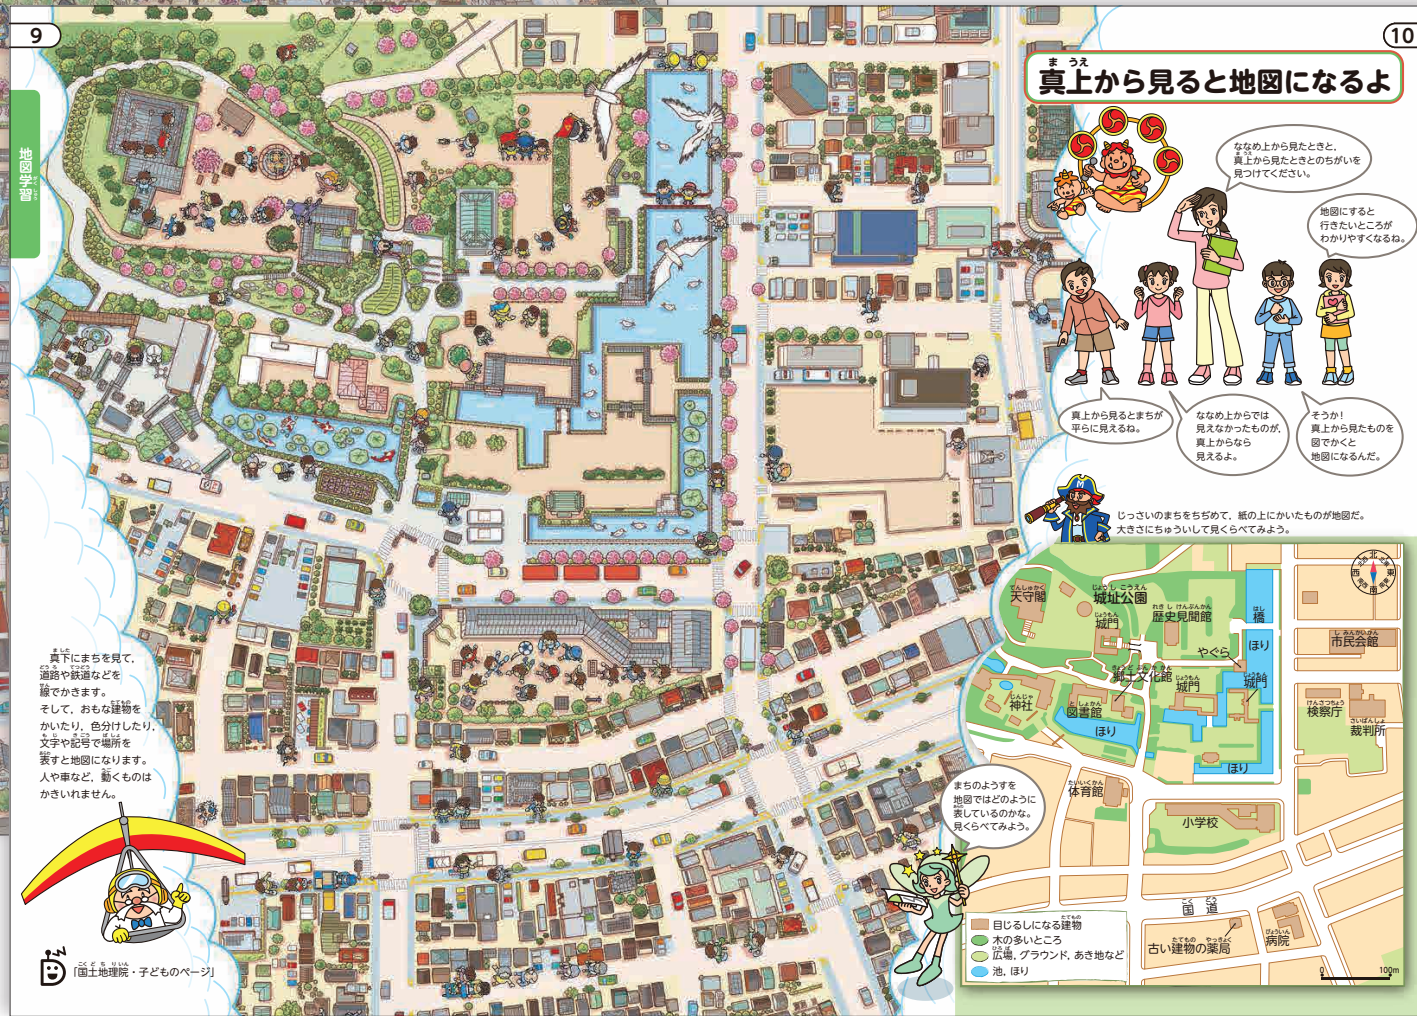 9
10
地図学習
真上から見ると地図になるよ
ななめ上から見たときと,
真上から見たときとのちがいを
見つけてください。
地図にすると
行きたいところが
わかりやすくなるね。
真上から見るとまちが
平らに見えるね。
ななめ上からでは
見えなかったものが,
真上からなら
見えるよ。
そうか!
真上から見たものを
図でかくと
地図になるんだ。
じっさいのまちをちぢめて, 紙の上にかいたものが地図だ。
大きさにちゅういして見くらべてみよう。
真下にまちを見て,
道路や鉄道などを
線でかきます。
そして, おもな建物を
かいたり, 色分けしたり,
文字や記号で場所を
表すと地図になります。
人や車など, 動くものは
かきいれません。
「国土地理院・子どものページ」
まちのようすを
地図ではどのように
表しているのかな。
見くらべてみよう。
北
西 東
南
天守閣
城址公園
城門
歴史見聞館
橋
ほり
やぐら
市民会館
郷土文化館
城門
城門
神社
図書館
ほり
検察庁
裁判所
ほり
体育館
小学校
国道
古い建物の薬局
病院
目じるしになる建物
木の多いところ
広場, グラウンド, あき地など
池, ほり
0 100m